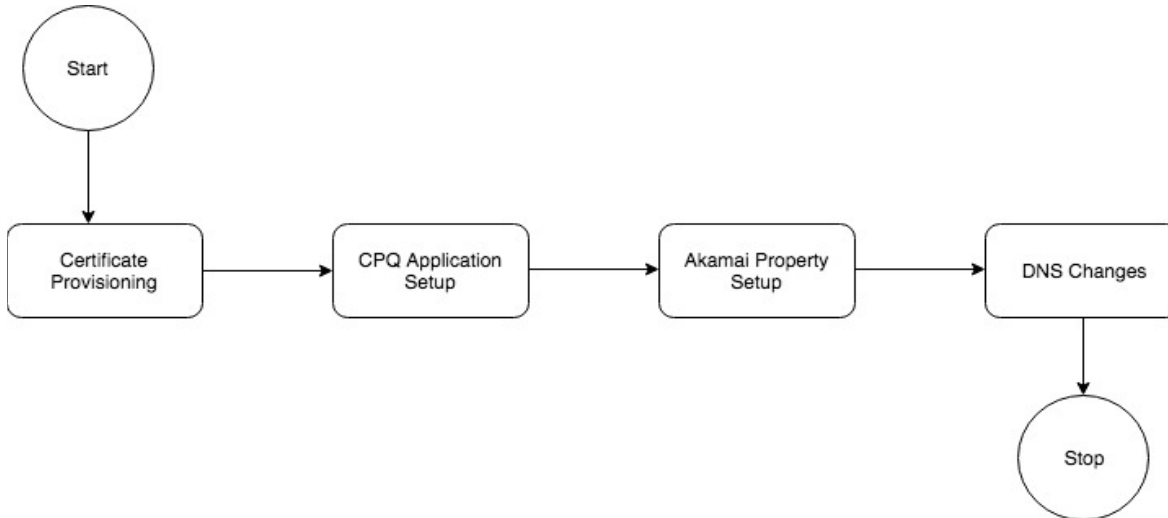 Start
Certificate
Provisioning
CPQ Application
Setup
Akamai Property
Setup
DNS Changes
Stop